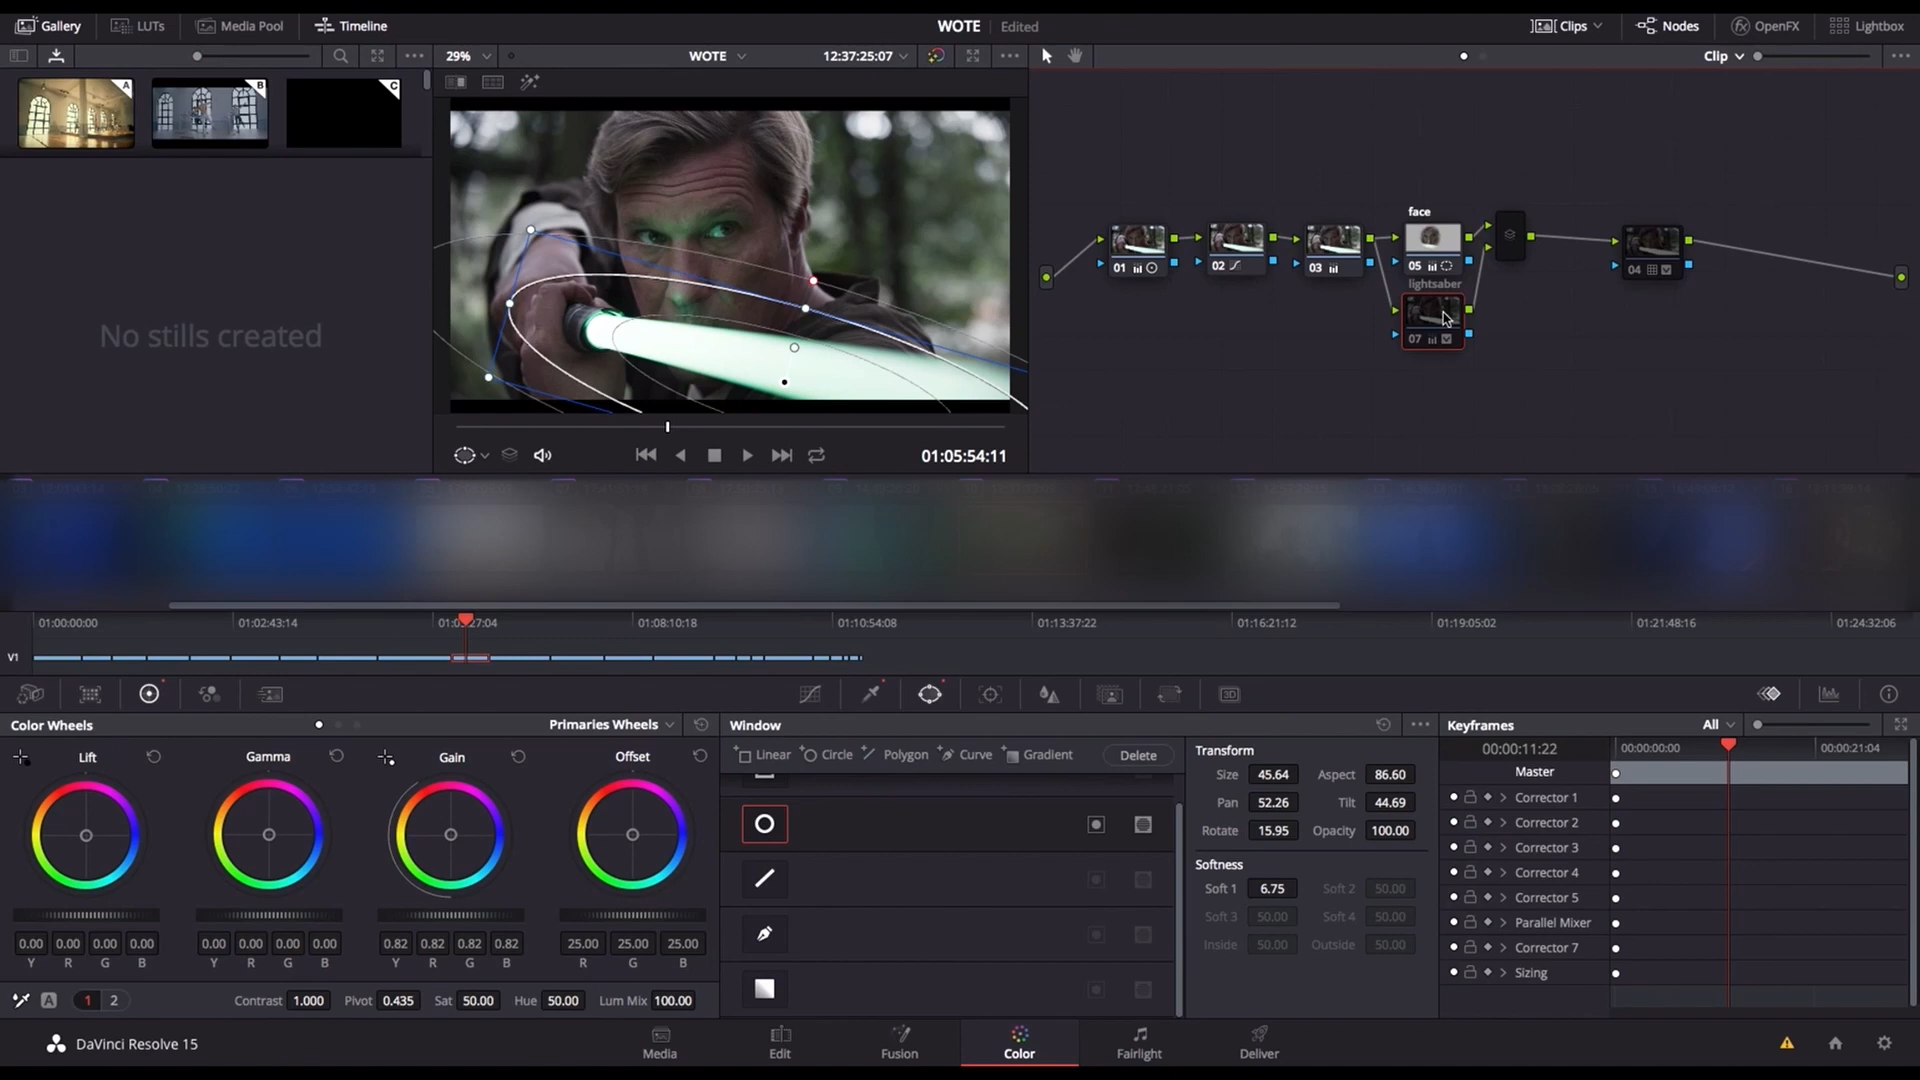 Gallery LUTs Media Pool Timeline WOTE Edited Clips Nodes OpenFX Lightbox
29% WOTE 12:37:25:07 Clip
A B C
No stills created
face
01 02 03 05 04
lightsaber
07
01:05:54:11
01:00:00:00 01:02:43:14 01:10:54:08 01:08:10:18 01:13:37:22 01:16:21:12 01:19:05:02 01:21:48:16 01:24:32:06
V1
3D
Color Wheels Primaries Wheels Window Keyframes All
Lift Gamma Gain Offset
Linear Circle Polygon Curve Gradient Delete
Transform
Size 45.64 Aspect 86.60
Pan 52.26 Tilt 44.69
Rotate 15.95 Opacity 100.00
Softness
Soft 1 6.75 Soft 2 50.00
Soft 3 50.00 Soft 4 50.00
Inside 50.00 Outside 50.00
00:00:11:22 00:00:00:00 00:00:21:04
Master
Corrector 1
Corrector 2
Corrector 3
Corrector 4
Corrector 5
Parallel Mixer
Corrector 7
Sizing
0.00 0.00 0.00 0.00 0.00 0.00 0.00 0.00 0.82 0.82 0.82 0.82 25.00 25.00 25.00
Y R G B Y R G B Y R G B R G B
A 1 2 Contrast 1.000 Pivot 0.435 Sat 50.00 Hue 50.00 Lum Mix 100.00
DaVinci Resolve 15 Media Edit Fusion Color Fairlight Deliver